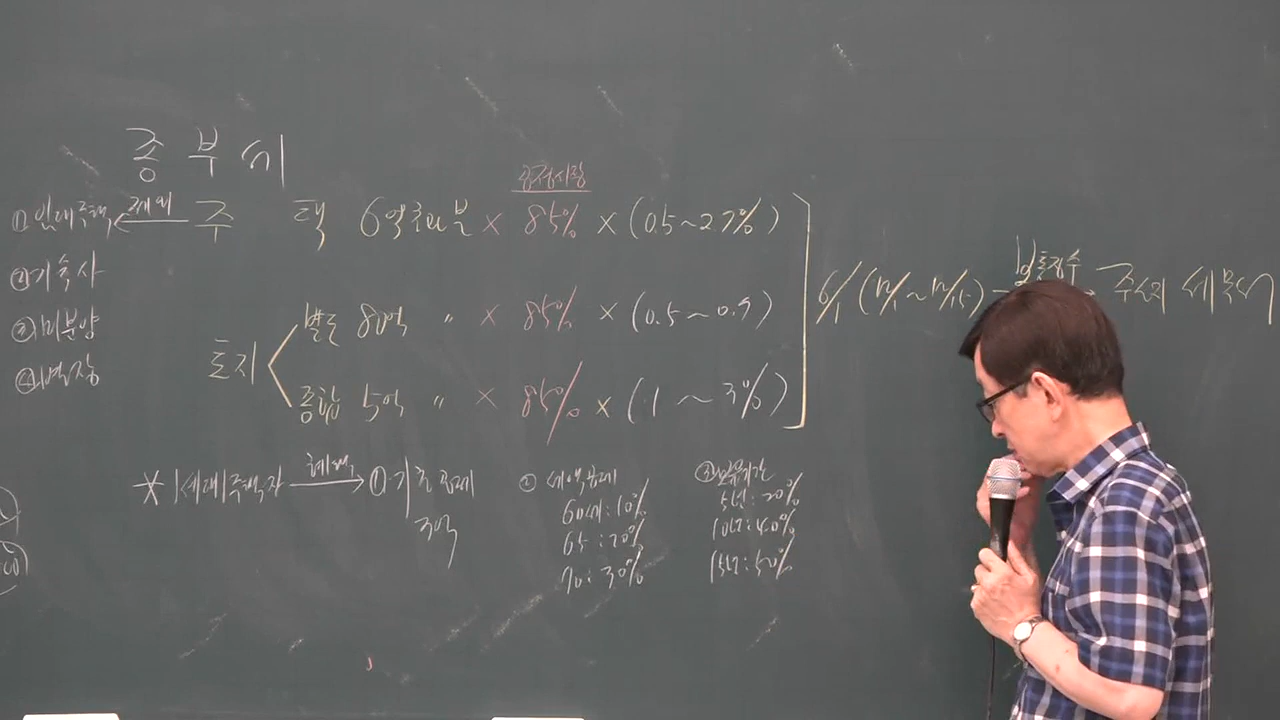 종부세
공정시장
①임대주택 ←제외 주택 6억초과분 × 85% × (0.5~2.7%)
②기숙사
③미분양
④
토지
별도 80억 〃 × 85% × (0.5~0.7)
종합 5억 〃 × 85% × (1~3%)
6/1 (12/1~12/15) → 주소지 세무서
* 1세대1주택자 혜택→ ①기초공제
3억
② 세액공제
60세:10%
65:20%
70:30%
③보유기간
5년:20%
10년:40%
15년:50%